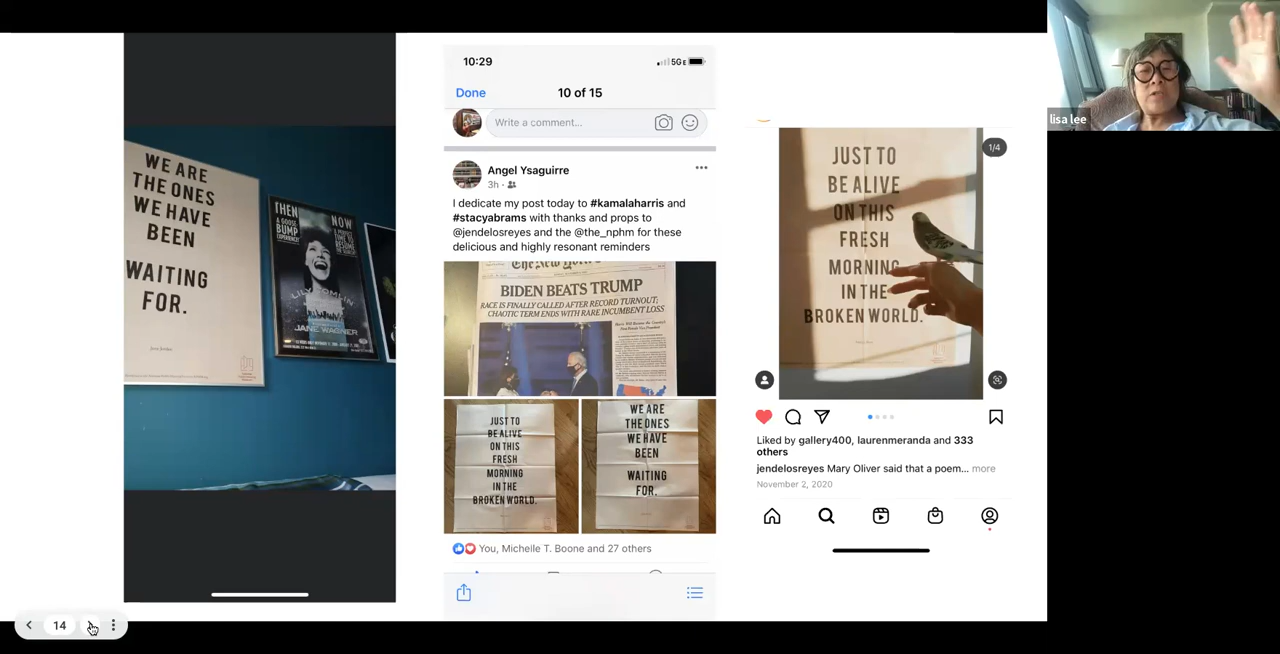 WE ARE
THE ONES
WE HAVE
BEEN
WAITING
FOR.
THEN
A GOOSE
BUMP
EXPERIENCE!
NOW
LILY TOMLIN
JANE WAGNER
10:29
5GE
Done
10 of 15
Write a comment...
Angel Ysaguirre
3h ·
I dedicate my post today to #kamalaharris and
#stacyabrams with thanks and props to
@jendelosreyes and the @the_nphm for these
delicious and highly resonant reminders
The New York
BIDEN BEATS TRUMP
RACE IS FINALLY CALLED AFTER RECORD TURNOUT;
CHAOTIC TERM ENDS WITH RARE INCUMBENT LOSS
JUST TO
BE ALIVE
ON THIS
FRESH
MORNING
IN THE
BROKEN WORLD.
WE ARE
THE ONES
WE HAVE
BEEN
WAITING
FOR.
You, Michelle T. Boone and 27 others
JUST TO
BE ALIVE
ON THIS
FRESH
MORNING
IN THE
BROKEN WORLD.
1/4
Liked by gallery400, laurenmeranda and 333
others
jendelosreyes Mary Oliver said that a poem... more
November 2, 2020
lisa lee
14